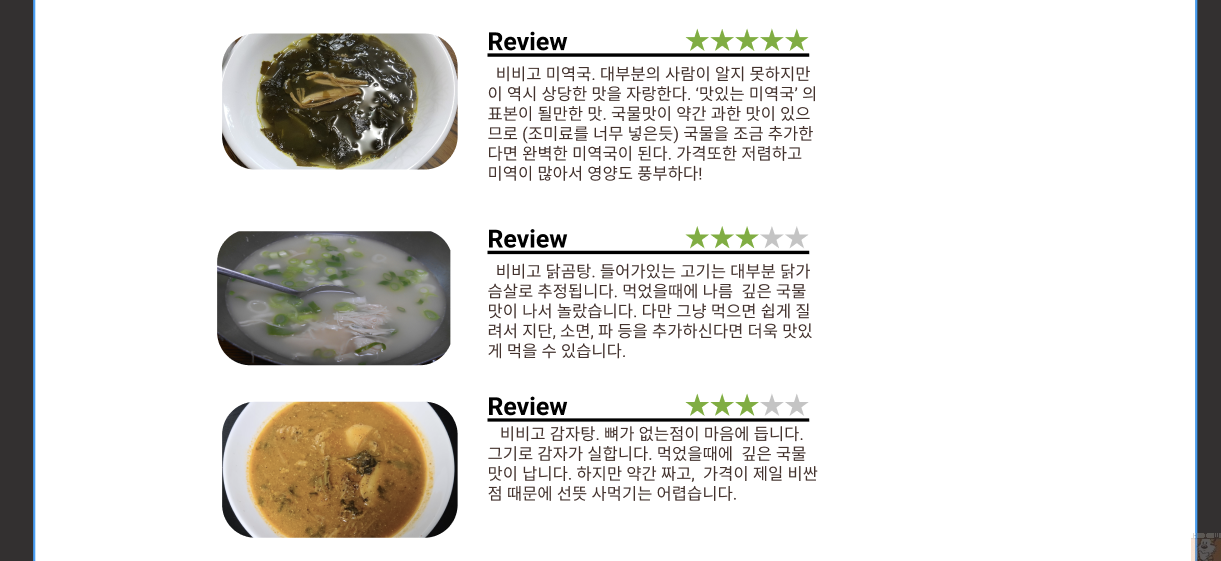 Review
비비고 미역국. 대부분의 사람이 알지 못하지만
이 역시 상당한 맛을 자랑한다. ‘맛있는 미역국’ 의
표본이 될만한 맛. 국물맛이 약간 과한 맛이 있으
므로 (조미료를 너무 넣은듯) 국물을 조금 추가한
다면 완벽한 미역국이 된다. 가격또한 저렴하고
미역이 많아서 영양도 풍부하다!
Review
비비고 닭곰탕. 들어가있는 고기는 대부분 닭가
슴살로 추정됩니다. 먹었을때에 나름  깊은 국물
맛이 나서 놀랐습니다. 다만 그냥 먹으면 쉽게 질
려서 지단, 소면, 파 등을 추가하신다면 더욱 맛있
게 먹을 수 있습니다.
Review
비비고 감자탕. 뼈가 없는점이 마음에 듭니다.
그기로 감자가 실합니다. 먹었을때에  깊은 국물
맛이 납니다. 하지만 약간 짜고,  가격이 제일 비싼
점 때문에 선뜻 사먹기는 어렵습니다.